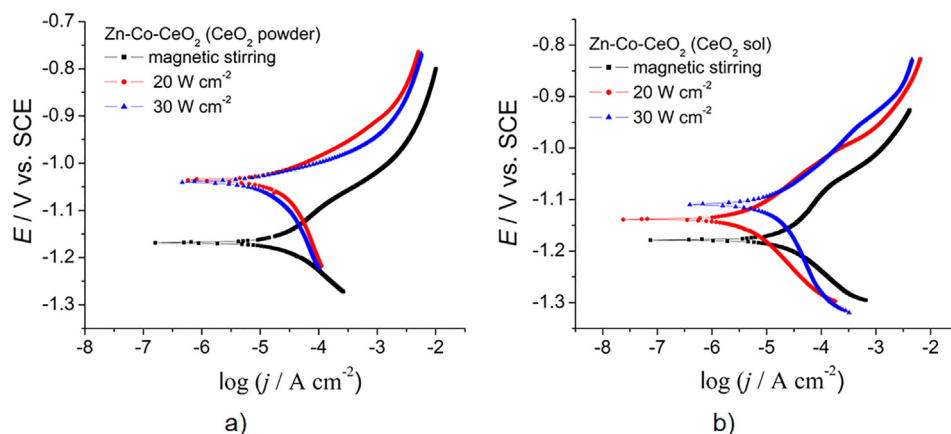 -0.7
-0.8
-0.9
-1.0
-1.1
-1.2
-1.3
E / V vs. SCE
Zn-Co-CeO₂ (CeO₂ powder)
magnetic stirring
20 W cm⁻²
30 W cm⁻²
-8 -7 -6 -5 -4 -3 -2 -1
log (j / A cm⁻²)
a)
-0.8
-0.9
-1.0
-1.1
-1.2
-1.3
E / V vs. SCE
Zn-Co-CeO₂ (CeO₂ sol)
magnetic stirring
20 W cm⁻²
30 W cm⁻²
-8 -7 -6 -5 -4 -3 -2 -1
log (j / A cm⁻²)
b)